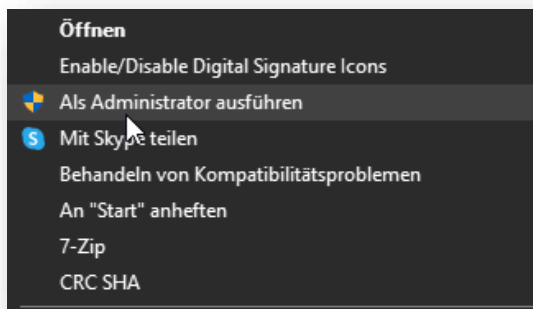 Öffnen
Enable/Disable Digital Signature Icons
Als Administrator ausführen
Mit Skype teilen
Behandeln von Kompatibilitätsproblemen
An "Start" anheften
7-Zip
CRC SHA